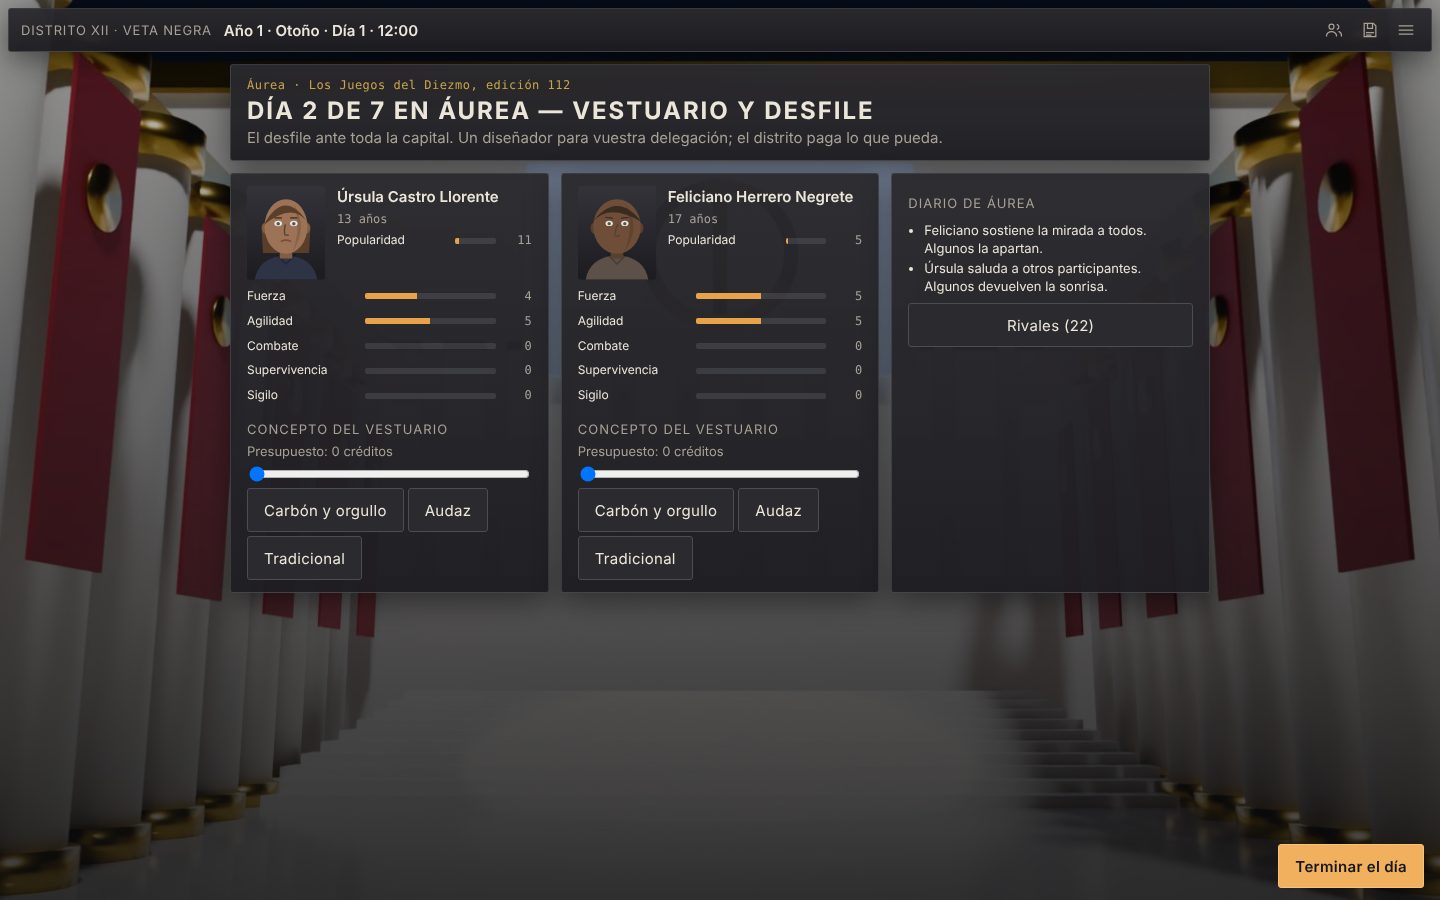 DISTRITO XII · VETA NEGRA Año 1 · Otoño · Día 1 · 12:00
Áurea · Los Juegos del Diezmo, edición 112
DÍA 2 DE 7 EN ÁUREA — VESTUARIO Y DESFILE
El desfile ante toda la capital. Un diseñador para vuestra delegación; el distrito paga lo que pueda.
Úrsula Castro Llorente
13 años
Popularidad 11
Fuerza 4
Agilidad 5
Combate 0
Supervivencia 0
Sigilo 0
CONCEPTO DEL VESTUARIO
Presupuesto: 0 créditos
Carbón y orgullo Audaz
Tradicional
Feliciano Herrero Negrete
17 años
Popularidad 5
Fuerza 5
Agilidad 5
Combate 0
Supervivencia 0
Sigilo 0
CONCEPTO DEL VESTUARIO
Presupuesto: 0 créditos
Carbón y orgullo Audaz
Tradicional
DIARIO DE ÁUREA
• Feliciano sostiene la mirada a todos.
Algunos la apartan.
• Úrsula saluda a otros participantes.
Algunos devuelven la sonrisa.
Rivales (22)
Terminar el día